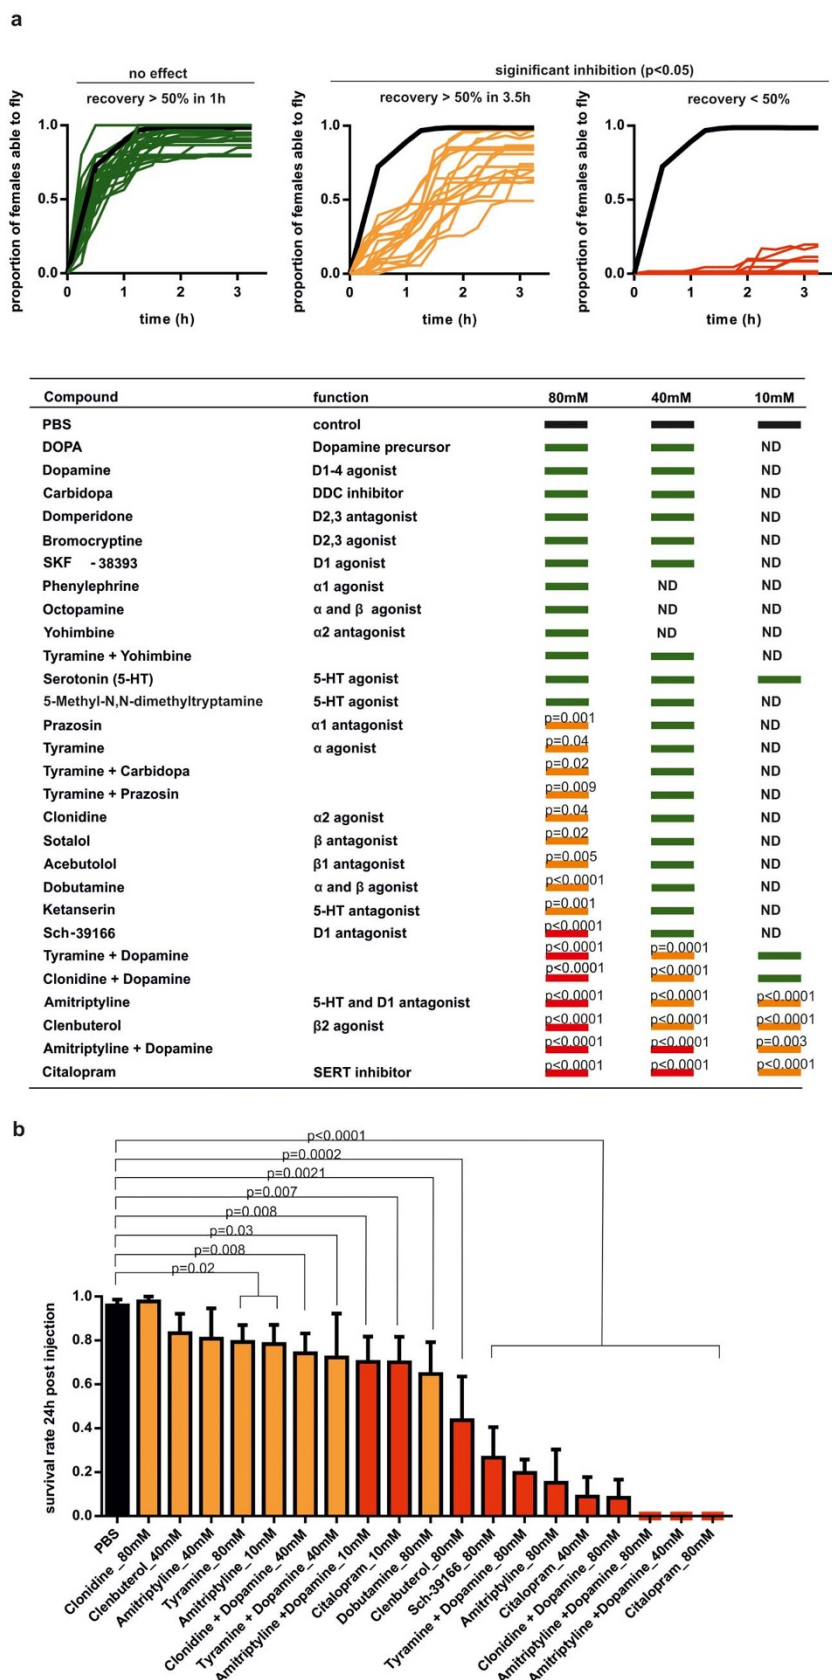 a
no effect
siginificant inhibition (p<0.05)
recovery > 50% in 1h
recovery > 50% in 3.5h
recovery < 50%
proportion of females able to fly
1.0
0.5
0.0
0 1 2 3
time (h)
proportion of females able to fly
1.0
0.5
0.0
0 1 2 3
time (h)
proportion of females able to fly
1.0
0.5
0.0
0 1 2 3
time (h)
Compound function 80mM 40mM 10mM
PBS control
DOPA Dopamine precursor ND
Dopamine D1-4 agonist ND
Carbidopa DDC inhibitor ND
Domperidone D2,3 antagonist ND
Bromocryptine D2,3 agonist ND
SKF - 38393 D1 agonist ND
Phenylephrine α1 agonist ND ND
Octopamine α and β agonist ND ND
Yohimbine α2 antagonist ND ND
Tyramine + Yohimbine ND
Serotonin (5-HT) 5-HT agonist
5-Methyl-N,N-dimethyltryptamine 5-HT agonist ND
Prazosin α1 antagonist p=0.001 ND
Tyramine α agonist p=0.04 ND
Tyramine + Carbidopa p=0.02 ND
Tyramine + Prazosin p=0.009 ND
Clonidine α2 agonist p=0.04 ND
Sotalol β antagonist p=0.02 ND
Acebutolol β1 antagonist p=0.005 ND
Dobutamine α and β agonist p<0.0001 ND
Ketanserin 5-HT antagonist p=0.001 ND
Sch-39166 D1 antagonist p<0.0001 ND
Tyramine + Dopamine p<0.0001 p=0.0001
Clonidine + Dopamine p<0.0001 p<0.0001
Amitriptyline 5-HT and D1 antagonist p<0.0001 p<0.0001 p<0.0001
Clenbuterol β2 agonist p<0.0001 p<0.0001 p<0.0001
Amitriptyline + Dopamine p<0.0001 p<0.0001 p=0.003
Citalopram SERT inhibitor p<0.0001 p<0.0001 p<0.0001
b
p<0.0001
p=0.0002
p=0.0021
p=0.007
p=0.008
p=0.03
p=0.008
p=0.02
survival rate 24h post injection
1.0
0.8
0.6
0.4
0.2
0.0
PBS
Clonidine_80mM
Clenbuterol_40mM
Amitriptyline_40mM
Tyramine_80mM
Amitriptyline_10mM
Clonidine + Dopamine_40mM
Tyramine + Dopamine_40mM
Amitriptyline +Dopamine_10mM
Citalopram_10mM
Dobutamine_80mM
Clenbuterol_80mM
Sch-39166_80mM
Tyramine + Dopamine_80mM
Amitriptyline_80mM
Citalopram_40mM
Clonidine + Dopamine_80mM
Amitriptyline +Dopamine_80mM
Amitriptyline +Dopamine_40mM
Citalopram_80mM